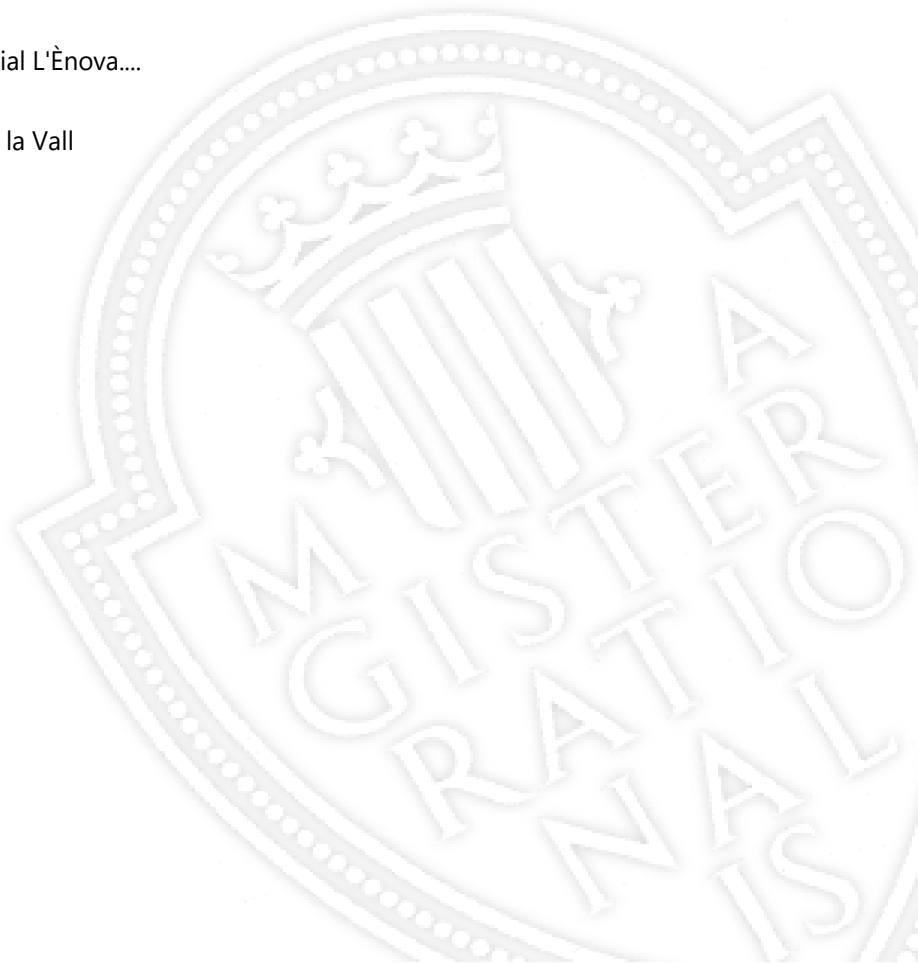 ial L'Ènova....
la Vall
M A
GISTER
RATIO
NAL
IS